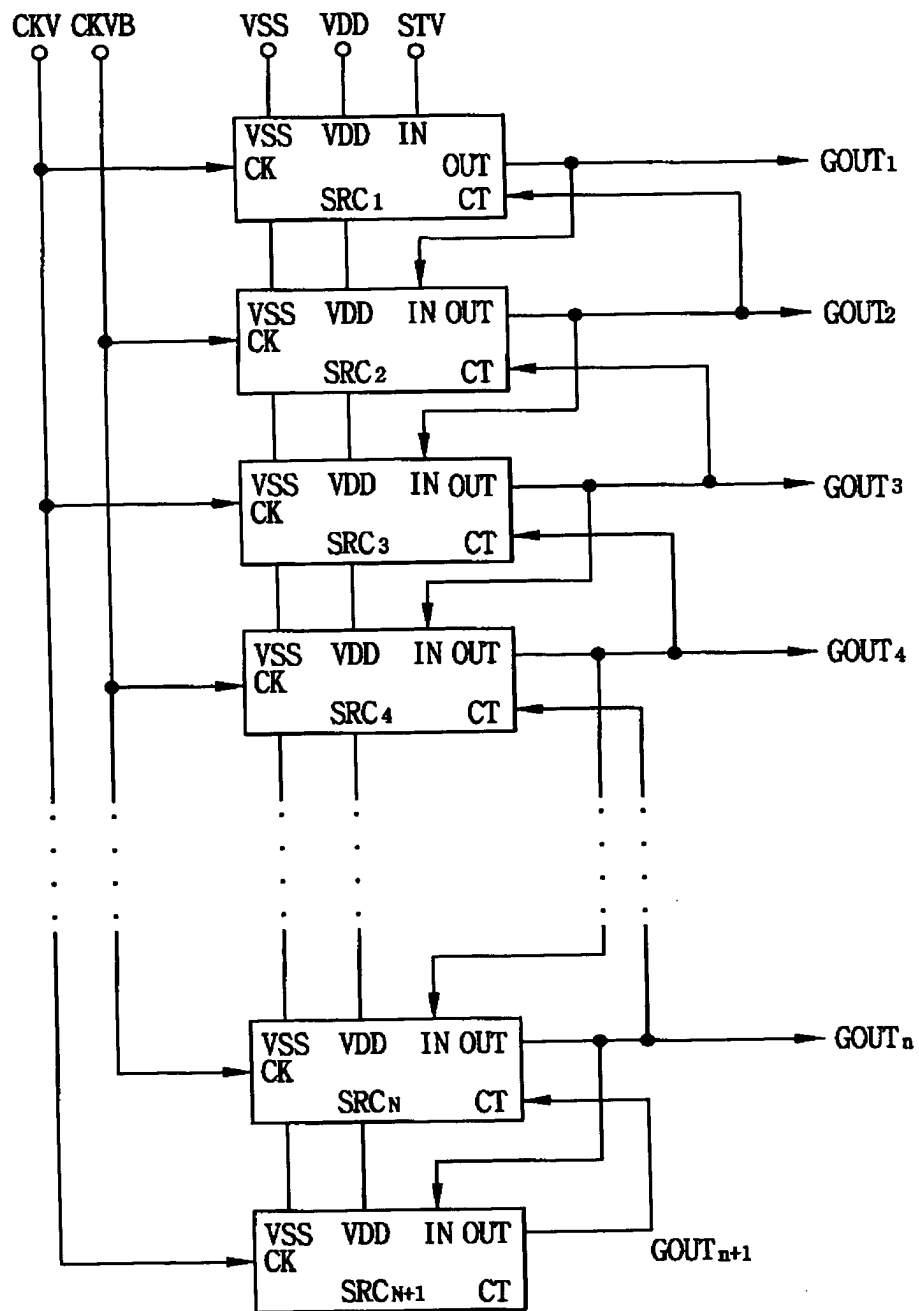 CKV CKVB VSS VDD STV
VSS VDD IN
CK OUT GOUT1
SRC1 CT
VSS VDD IN OUT GOUT2
CK
SRC2 CT
VSS VDD IN OUT GOUT3
CK
SRC3 CT
VSS VDD IN OUT GOUT4
CK
SRC4 CT
VSS VDD IN OUT GOUTn
CK
SRCN CT
VSS VDD IN OUT GOUTn+1
CK
SRCN+1 CT